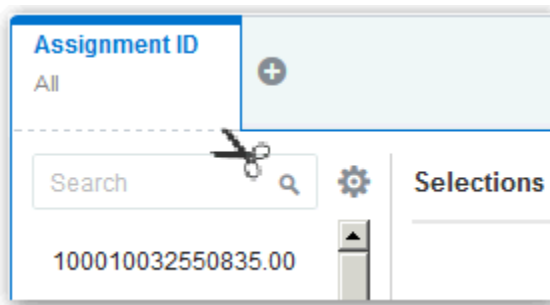 Assignment ID
All
Search
Selections
100010032550835.00